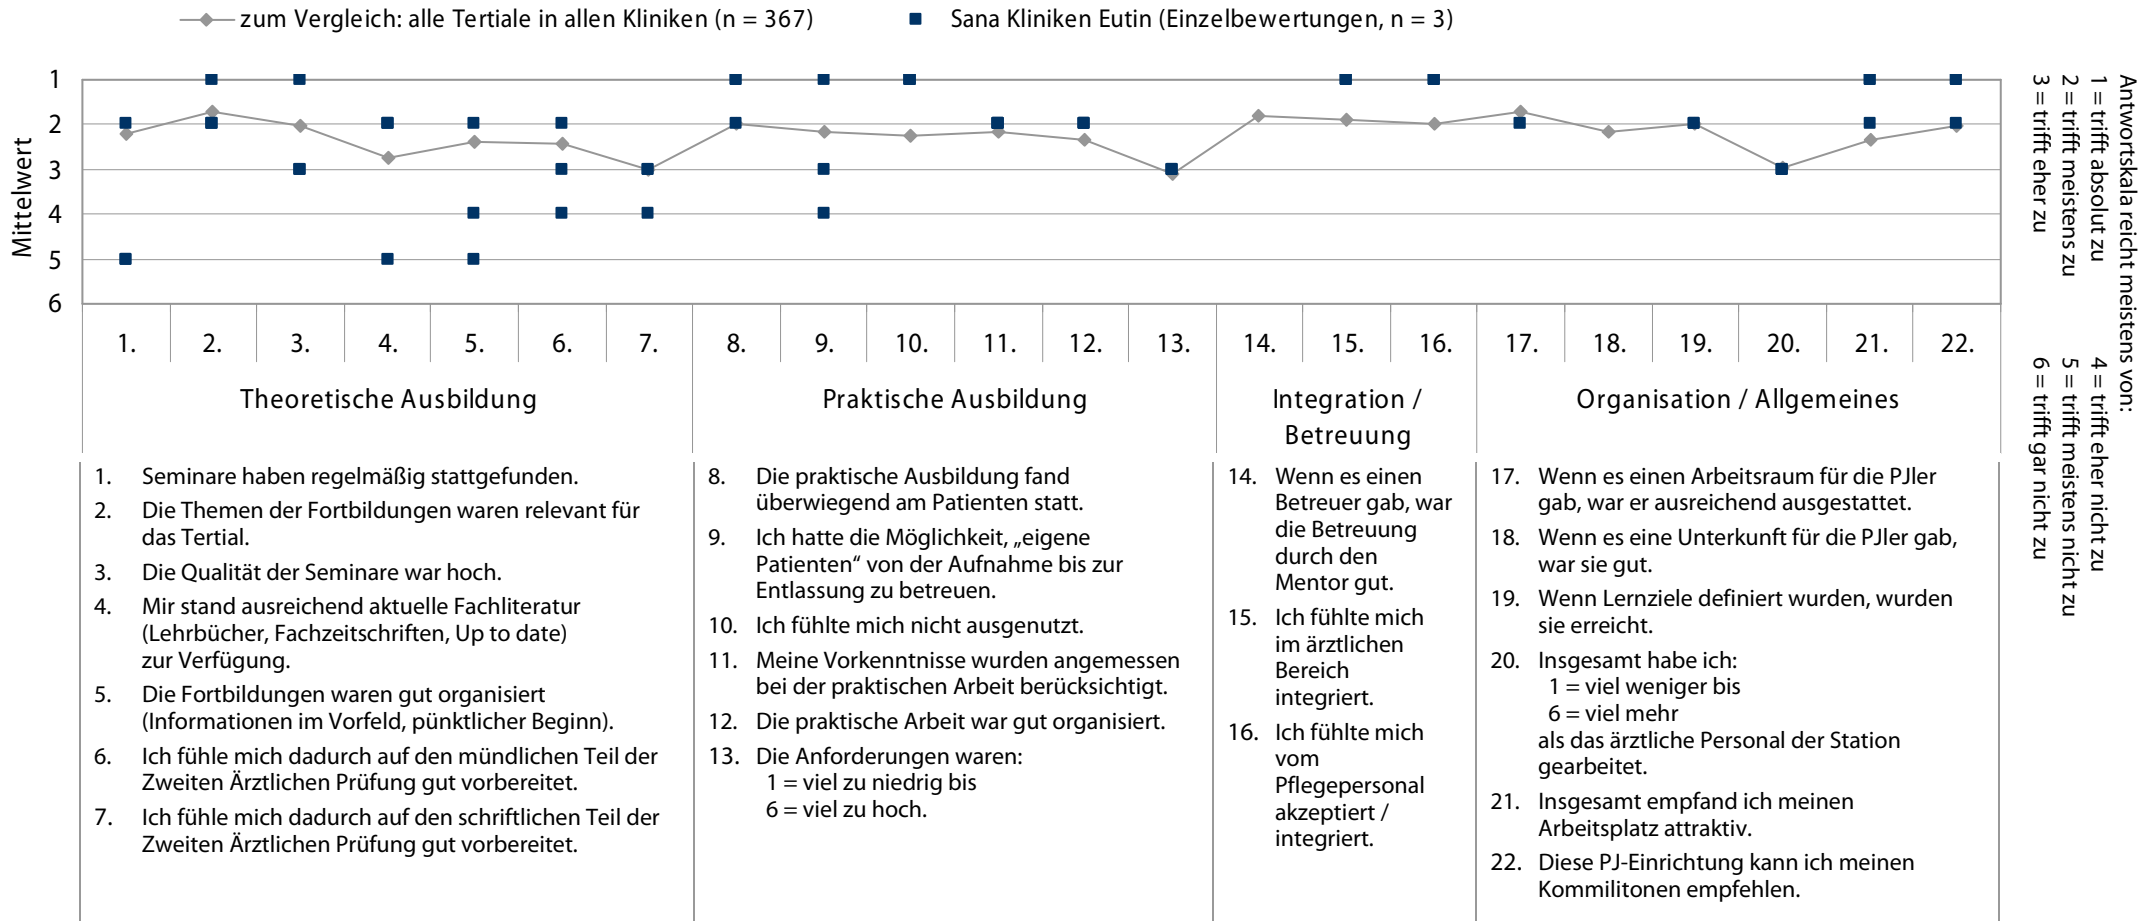 zum Vergleich: alle Tertiale in allen Kliniken (n = 367)
Sana Kliniken Eutin (Einzelbewertungen, n = 3)
Mittelwert
1
2
3
4
5
6
1. 2. 3. 4. 5. 6. 7. 8. 9. 10. 11. 12. 13. 14. 15. 16. 17. 18. 19. 20. 21. 22.
Theoretische Ausbildung
Praktische Ausbildung
Integration /
Betreuung
Organisation / Allgemeines
1. Seminare haben regelmäßig stattgefunden.
2. Die Themen der Fortbildungen waren relevant für
das Tertial.
3. Die Qualität der Seminare war hoch.
4. Mir stand ausreichend aktuelle Fachliteratur
(Lehrbücher, Fachzeitschriften, Up to date)
zur Verfügung.
5. Die Fortbildungen waren gut organisiert
(Informationen im Vorfeld, pünktlicher Beginn).
6. Ich fühle mich dadurch auf den mündlichen Teil der
Zweiten Ärztlichen Prüfung gut vorbereitet.
7. Ich fühle mich dadurch auf den schriftlichen Teil der
Zweiten Ärztlichen Prüfung gut vorbereitet.
8. Die praktische Ausbildung fand
überwiegend am Patienten statt.
9. Ich hatte die Möglichkeit, „eigene
Patienten“ von der Aufnahme bis zur
Entlassung zu betreuen.
10. Ich fühlte mich nicht ausgenutzt.
11. Meine Vorkenntnisse wurden angemessen
bei der praktischen Arbeit berücksichtigt.
12. Die praktische Arbeit war gut organisiert.
13. Die Anforderungen waren:
1 = viel zu niedrig bis
6 = viel zu hoch.
14. Wenn es einen
Betreuer gab, war
die Betreuung
durch den
Mentor gut.
15. Ich fühlte mich
im ärztlichen
Bereich
integriert.
16. Ich fühlte mich
vom
Pflegepersonal
akzeptiert /
integriert.
17. Wenn es einen Arbeitsraum für die PJler
gab, war er ausreichend ausgestattet.
18. Wenn es eine Unterkunft für die PJler gab,
war sie gut.
19. Wenn Lernziele definiert wurden, wurden
sie erreicht.
20. Insgesamt habe ich:
1 = viel weniger bis
6 = viel mehr
als das ärztliche Personal der Station
gearbeitet.
21. Insgesamt empfand ich meinen
Arbeitsplatz attraktiv.
22. Diese PJ-Einrichtung kann ich meinen
Kommilitonen empfehlen.
Antwortskala reicht meistens von:
1 = trifft absolut zu
2 = trifft meistens zu
3 = trifft eher zu
4 = trifft eher nicht zu
5 = trifft meistens nicht zu
6 = trifft gar nicht zu